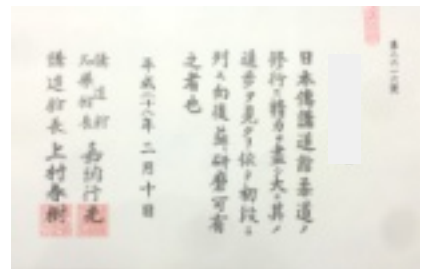 日本傳講道館柔道ノ
修行ニ精力ヲ盡シ大ニ其ノ
進歩ヲ見タリ依テ初段ニ
列ス向後益研磨可有
之者也
平成二十八年二月十日
講道館
名誉館長 嘉納行光
講道館長 上村春樹